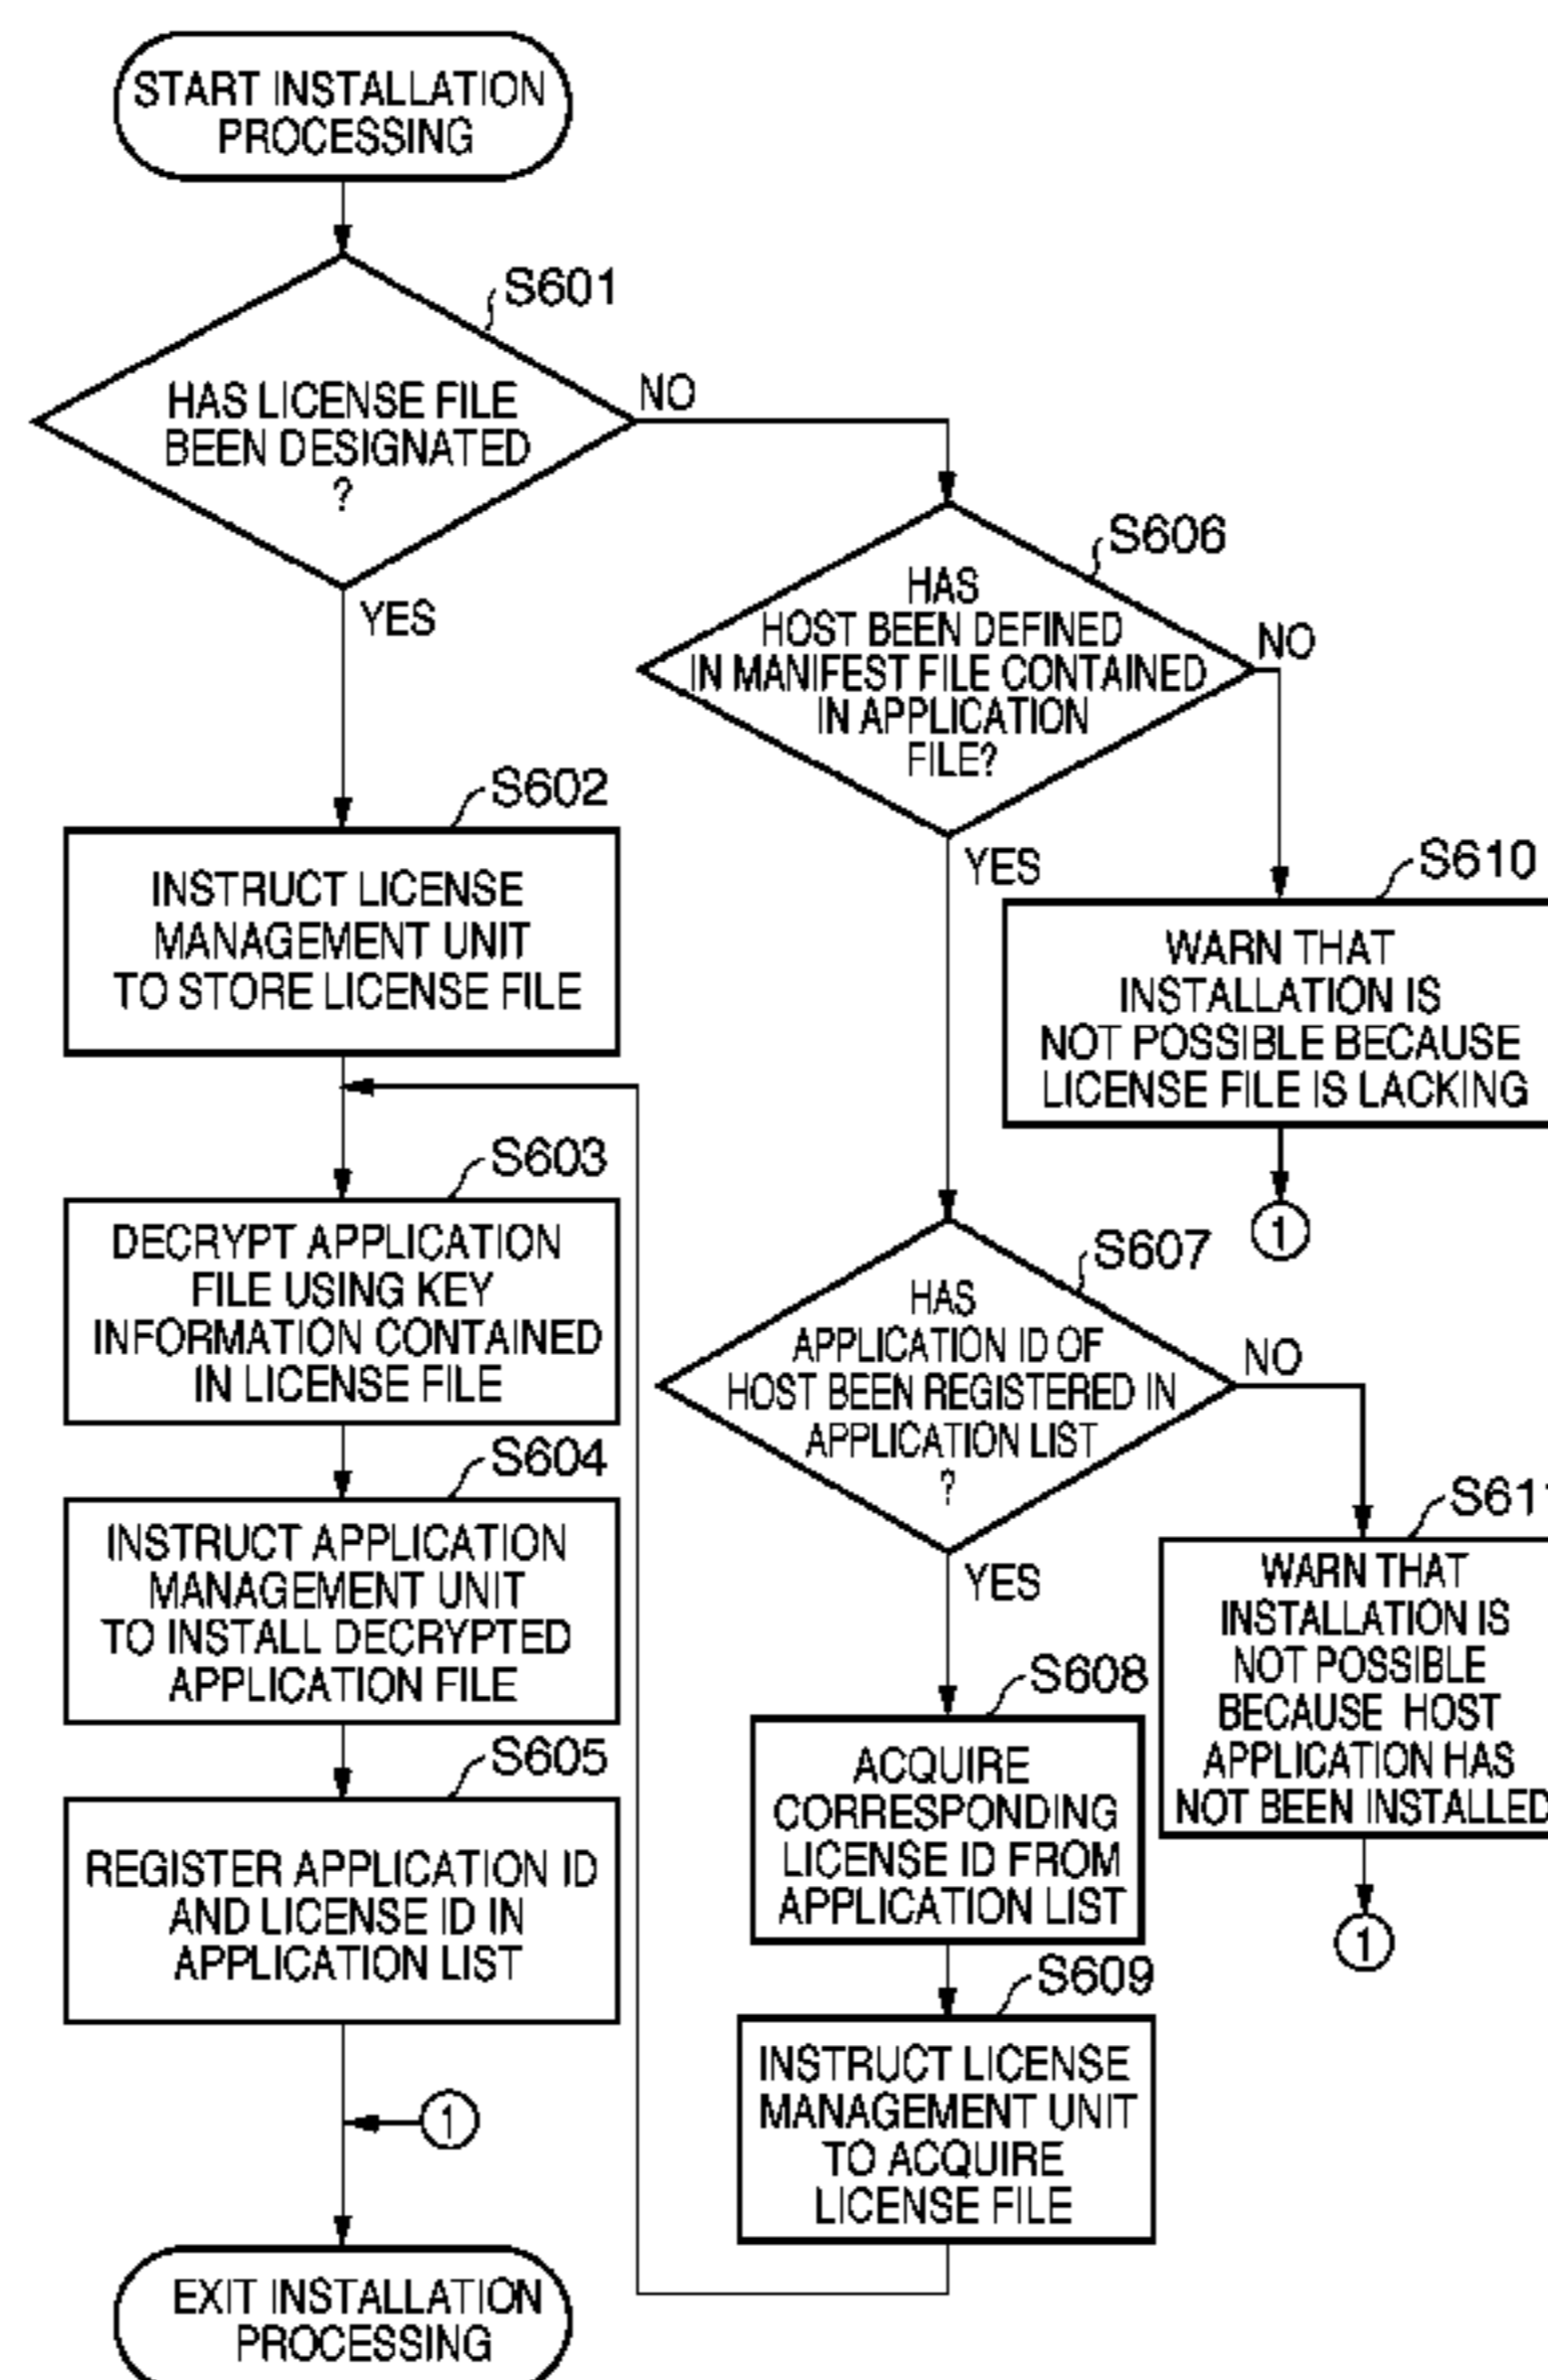 START INSTALLATION
PROCESSING
S601
HAS LICENSE FILE
BEEN DESIGNATED
?
NO
YES
S606
HAS
HOST BEEN DEFINED
IN MANIFEST FILE CONTAINED
IN APPLICATION
FILE?
NO
YES
S602
INSTRUCT LICENSE
MANAGEMENT UNIT
TO STORE LICENSE FILE
S610
WARN THAT
INSTALLATION IS
NOT POSSIBLE BECAUSE
LICENSE FILE IS LACKING
1
S603
DECRYPT APPLICATION
FILE USING KEY
INFORMATION CONTAINED
IN LICENSE FILE
S607
HAS
APPLICATION ID OF
HOST BEEN REGISTERED IN
APPLICATION LIST
?
NO
YES
S604
INSTRUCT APPLICATION
MANAGEMENT UNIT
TO INSTALL DECRYPTED
APPLICATION FILE
S611
WARN THAT
INSTALLATION IS
NOT POSSIBLE
BECAUSE HOST
APPLICATION HAS
NOT BEEN INSTALLED
1
S608
ACQUIRE
CORRESPONDING
LICENSE ID FROM
APPLICATION LIST
S605
REGISTER APPLICATION ID
AND LICENSE ID IN
APPLICATION LIST
S609
INSTRUCT LICENSE
MANAGEMENT UNIT
TO ACQUIRE
LICENSE FILE
1
EXIT INSTALLATION
PROCESSING